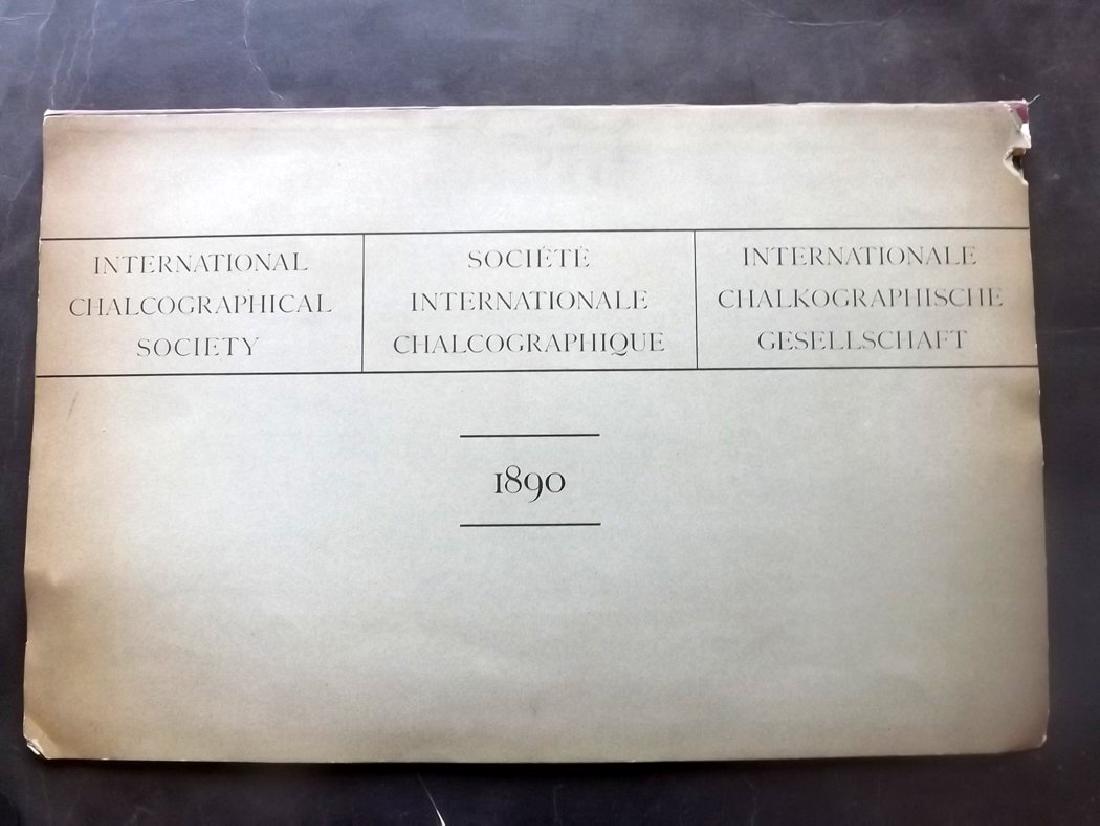 INTERNATIONAL
CHALCOGRAPHICAL
SOCIETY
SOCIÉTÉ
INTERNATIONALE
CHALCOGRAPHIQUE
INTERNATIONALE
CHALKOGRAPHISCHE
GESELLSCHAFT
1890